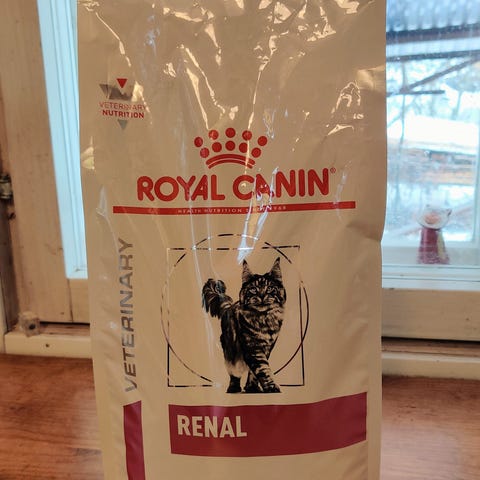 VETERINARY
NUTRITION
ROYAL CANIN®
VETERINARY
RENAL